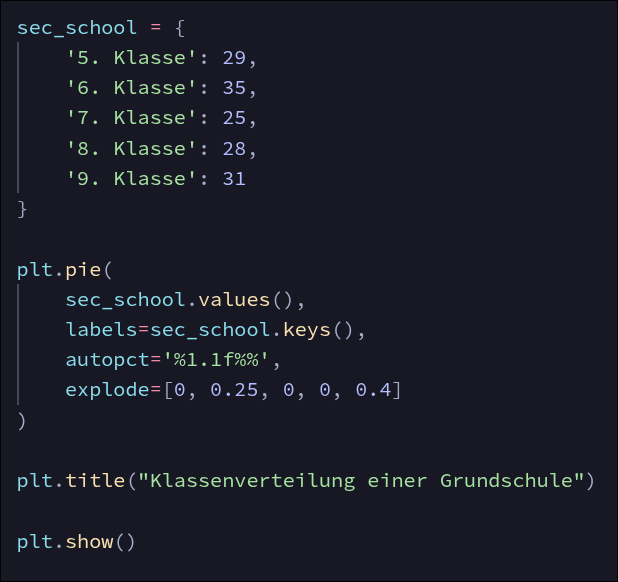 sec_school = {
    '5. Klasse': 29,
    '6. Klasse': 35,
    '7. Klasse': 25,
    '8. Klasse': 28,
    '9. Klasse': 31
}

plt.pie(
    sec_school.values(),
    labels=sec_school.keys(),
    autopct='%1.1f%%',
    explode=[0, 0.25, 0, 0, 0.4]
)

plt.title("Klassenverteilung einer Grundschule")

plt.show()